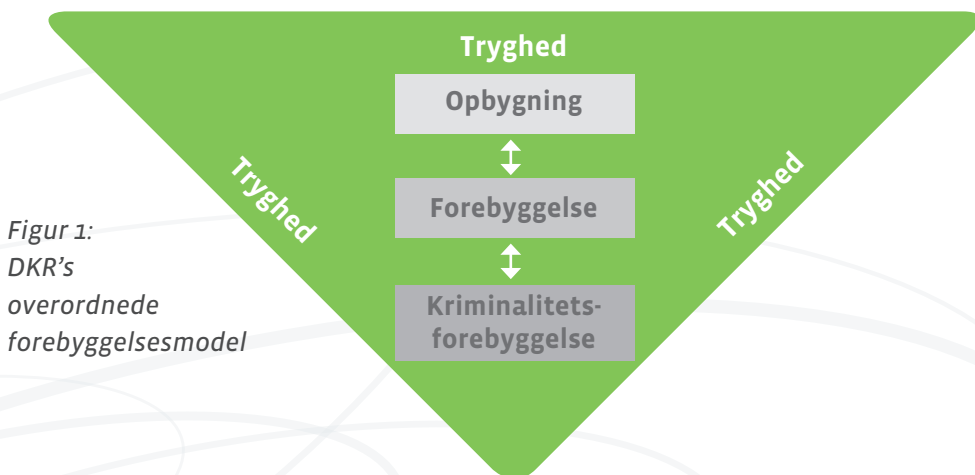 Tryghed
Opbygning
Tryghed
Tryghed
Forebyggelse
Kriminalitets-
forebyggelse
Figur 1:
DKR's
overordnede
forebyggelsesmodel